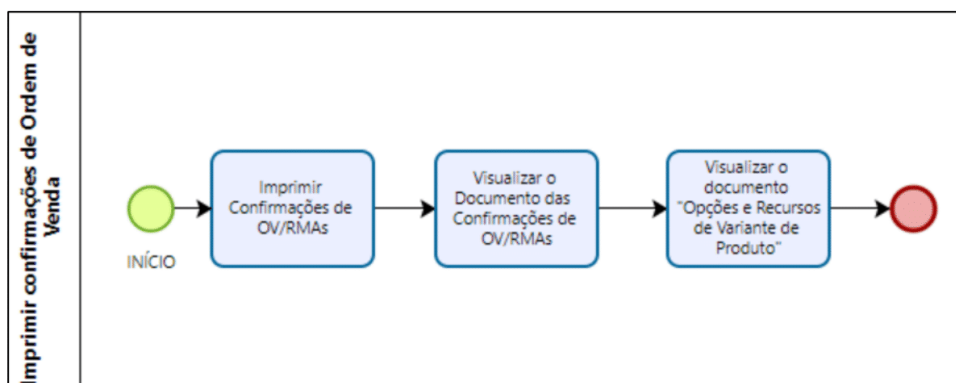 Imprimir confirmações de Ordem de
Venda
INÍCIO
Imprimir
Confirmações de
OV/RMAs
Visualizar o
Documento das
Confirmações de
OV/RMAs
Visualizar o
documento
"Opções e Recursos
de Variante de
Produto"